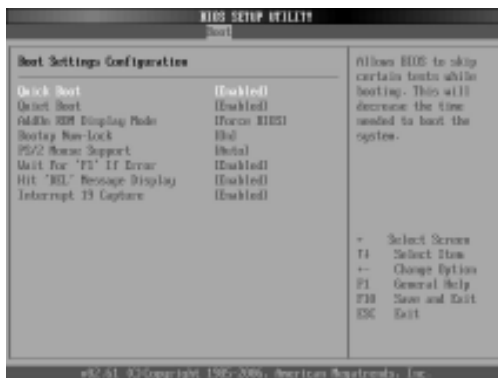 BIOS SETUP UTILITY
Boot
Boot Settings Configuration
Quick Boot [Enabled]
Quiet Boot [Enabled]
AddOn ROM Display Mode [Force BIOS]
Bootup Num-Lock [On]
PS/2 Mouse Support [Auto]
Wait For 'F1' If Error [Enabled]
Hit 'DEL' Message Display [Enabled]
Interrupt 19 Capture [Enabled]
Allows BIOS to skip
certain tests while
booting. This will
decrease the time
needed to boot the
system.
Select Screen
↑↓ Select Item
+- Change Option
F1 General Help
F10 Save and Exit
ESC Exit
v02.61 (C)Copyright 1985-2006, American Megatrends, Inc.